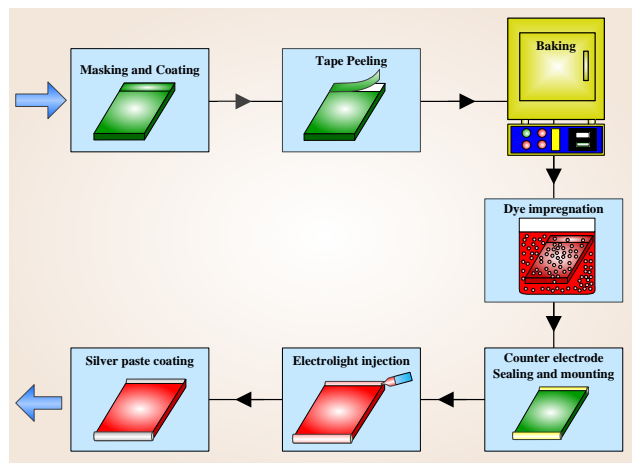 Masking and Coating
Tape Peeling
Baking
Dye impregnation
Counter electrode
Sealing and mounting
Electrolight injection
Silver paste coating